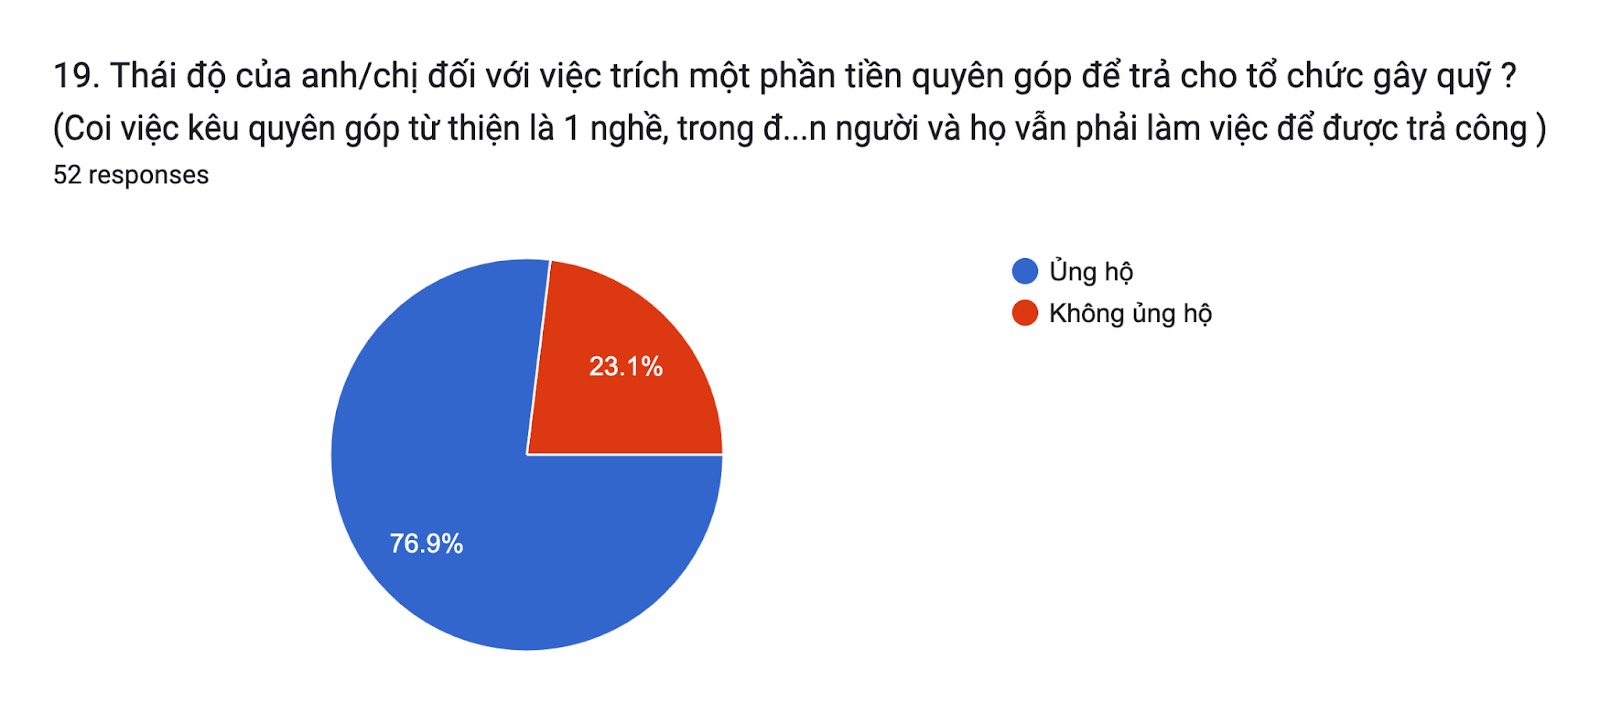 19. Thái độ của anh/chị đối với việc trích một phần tiền quyên góp để trả cho tổ chức gây quỹ ?
(Coi việc kêu quyên góp từ thiện là 1 nghề, trong đ...n người và họ vẫn phải làm việc để được trả công )
52 responses
Ủng hộ
Không ủng hộ
23.1%
76.9%